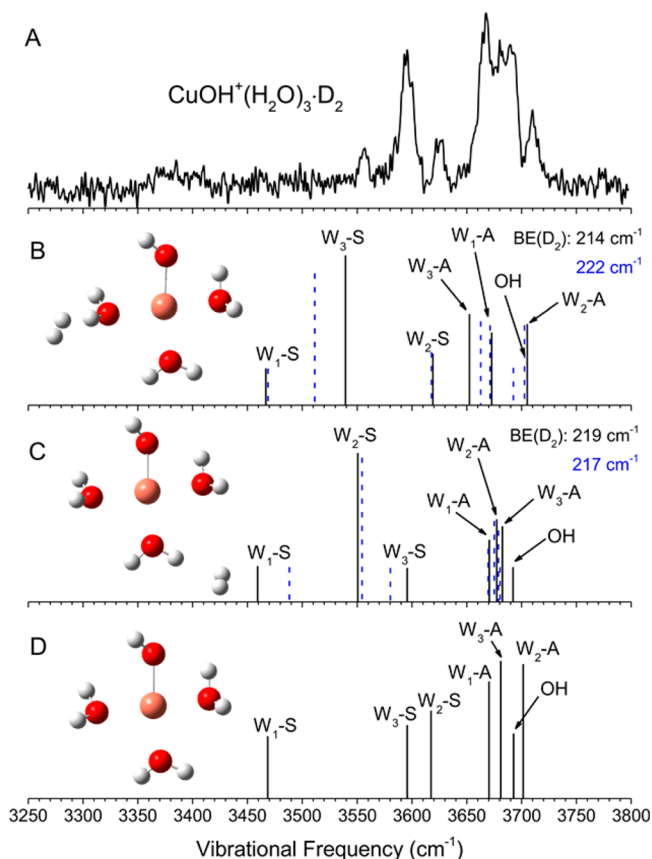 A
CuOH⁺(H₂O)₃·D₂
B
W₃-S
W₁-A
BE(D₂): 214 cm⁻¹
222 cm⁻¹
W₃-A
OH
W₂-A
W₂-S
W₁-S
C
W₂-S
BE(D₂): 219 cm⁻¹
217 cm⁻¹
W₂-A
W₁-A
W₃-A
W₁-S
W₃-S
OH
D
W₃-A
W₂-A
W₁-A
OH
W₃-S
W₂-S
W₁-S
3250 3300 3350 3400 3450 3500 3550 3600 3650 3700 3750 3800
Vibrational Frequency (cm⁻¹)